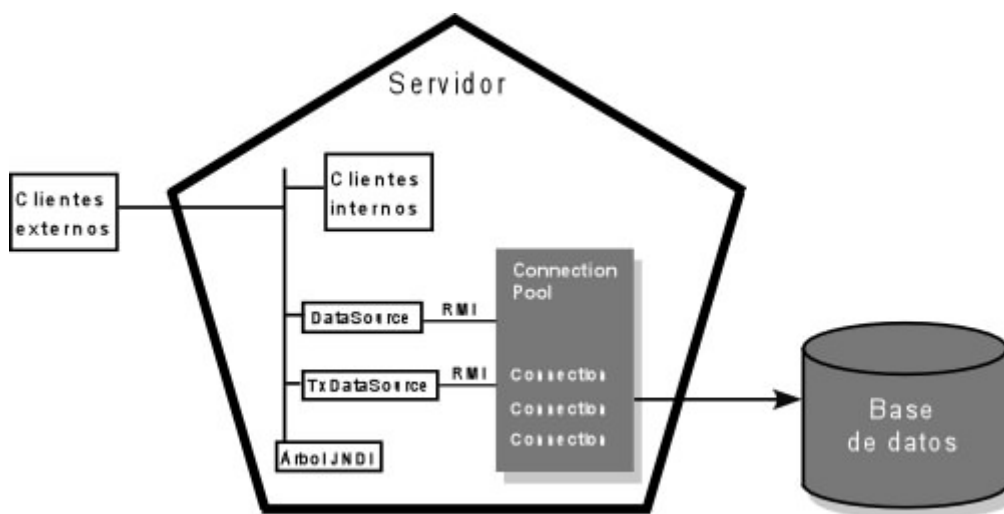 Servidor
Clientes
externos
Clientes
internos
Connection
Pool
DataSource
RMI
TxDataSource
RMI
Connection
Connection
Connection
Árbol JNDI
Base
de datos